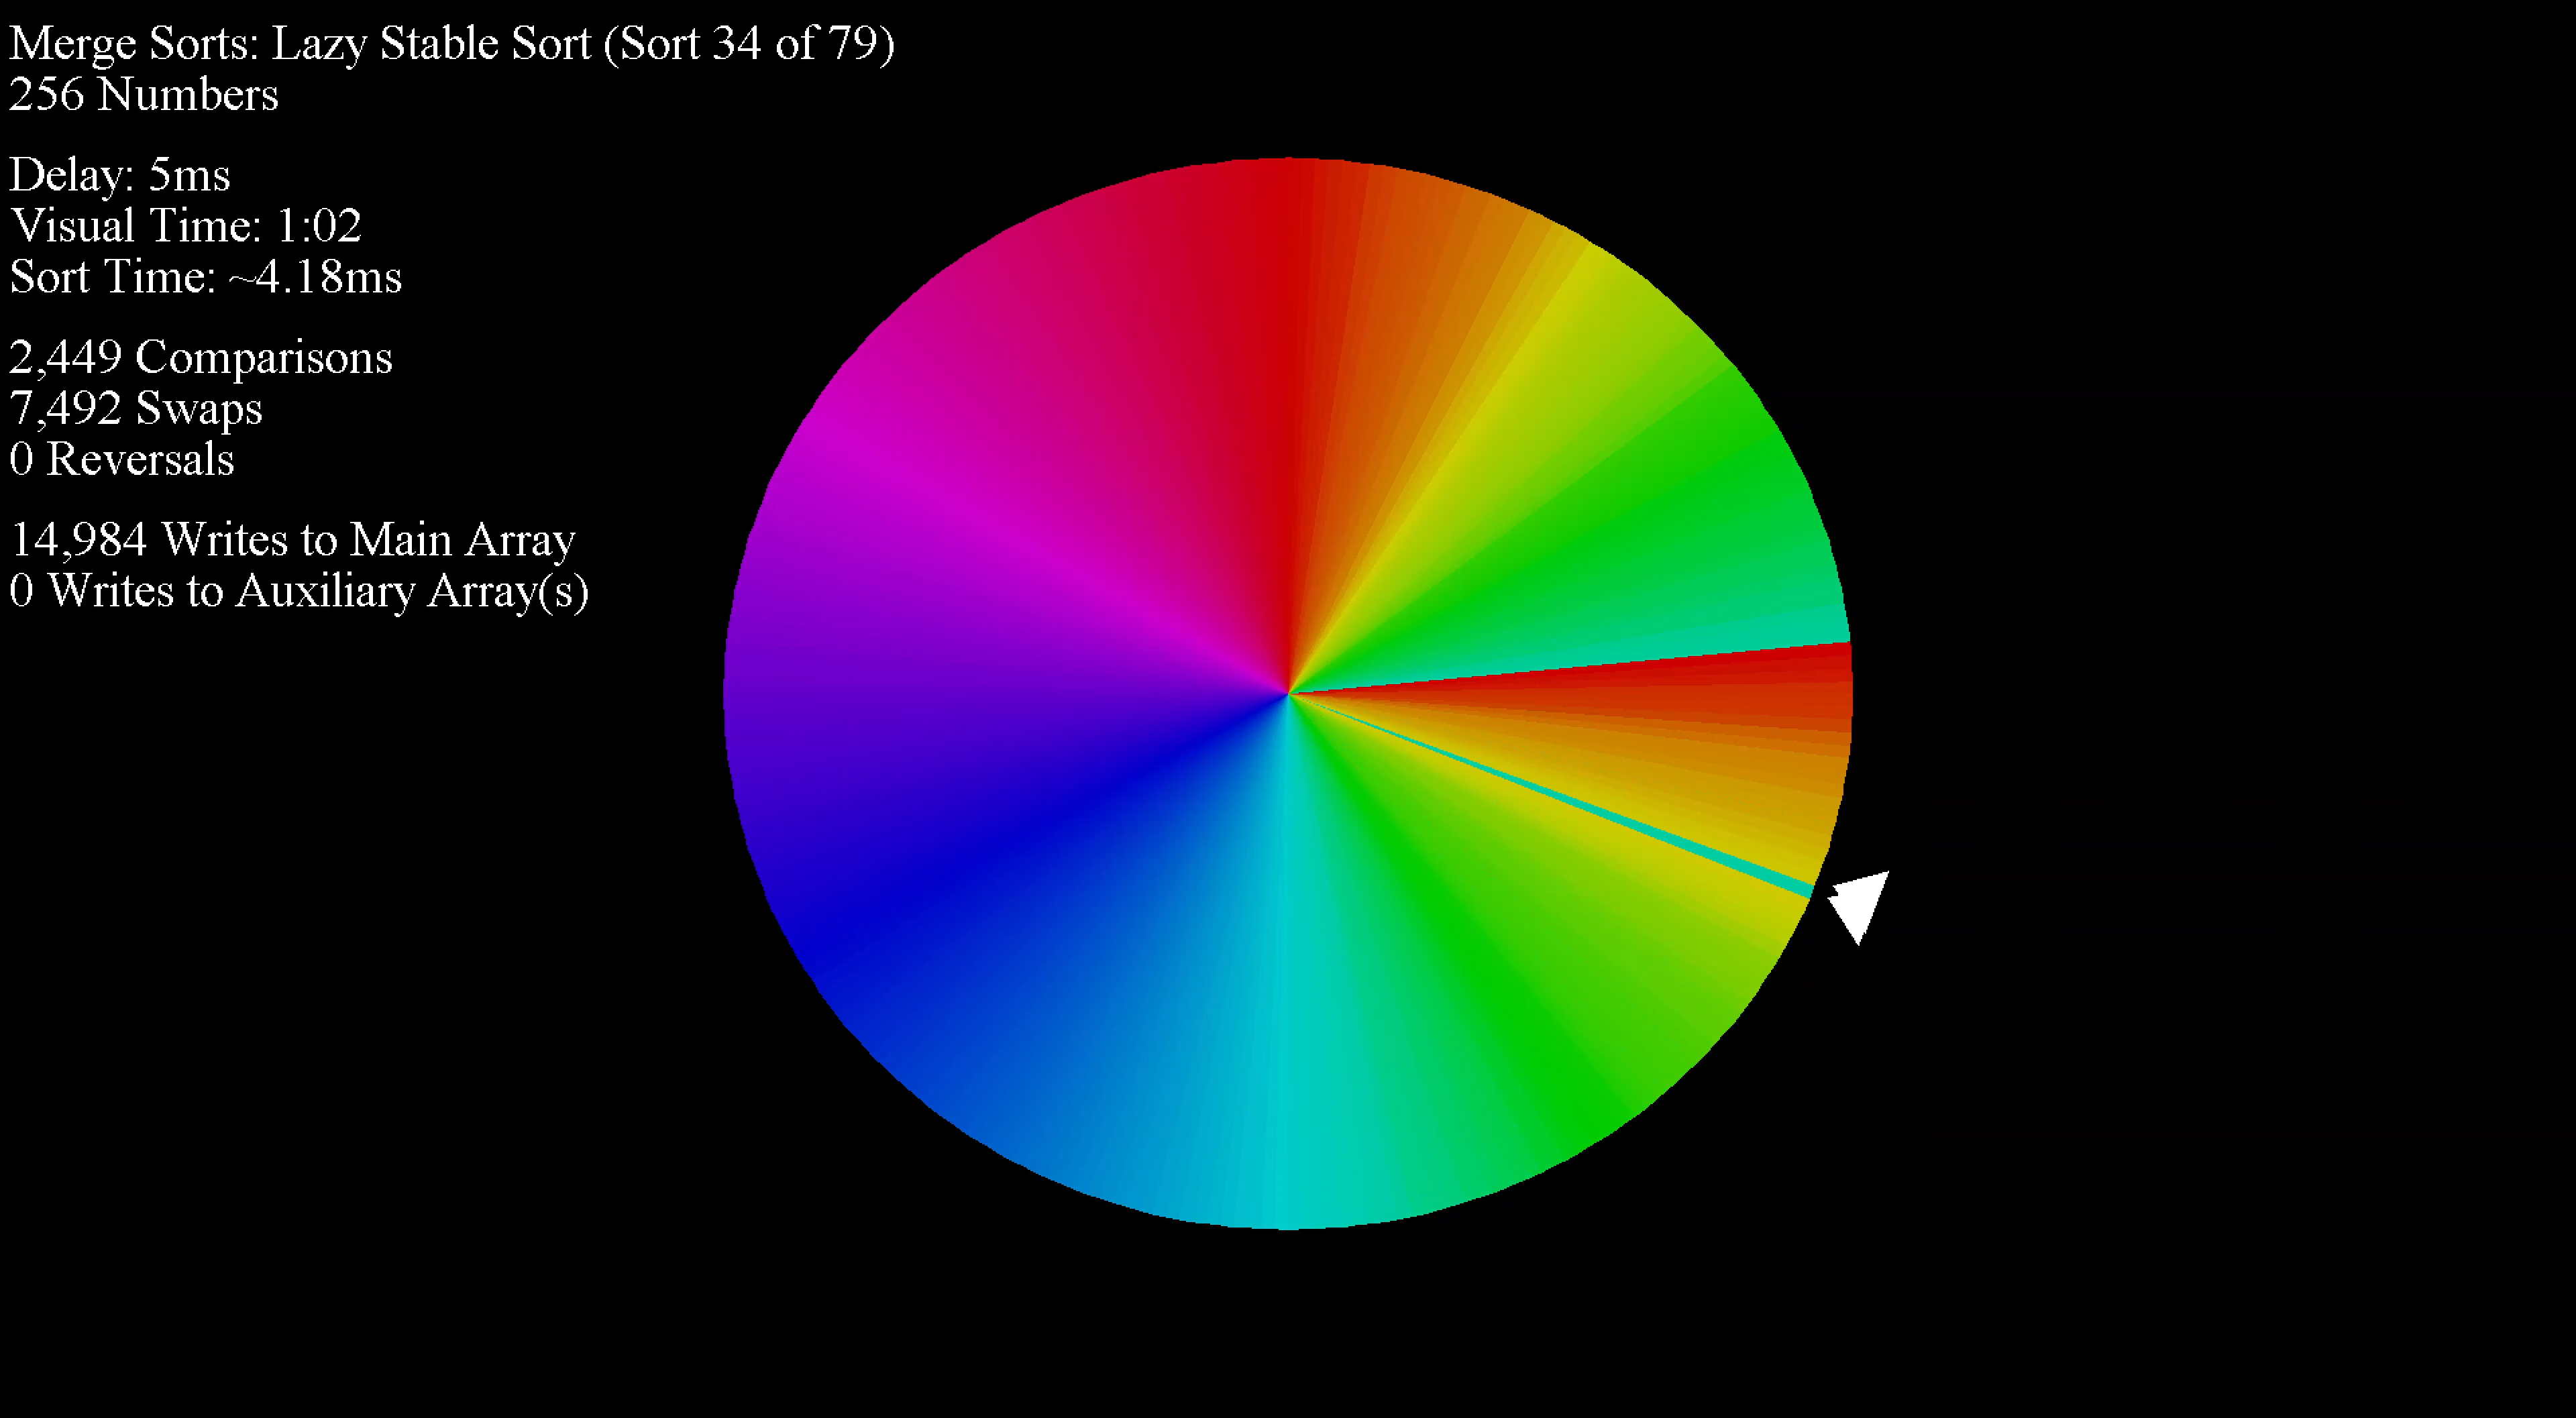 Merge Sorts: Lazy Stable Sort (Sort 34 of 79)
256 Numbers
Delay: 5ms
Visual Time: 1:02
Sort Time: ~4.18ms
2,449 Comparisons
7,492 Swaps
0 Reversals
14,984 Writes to Main Array
0 Writes to Auxiliary Array(s)